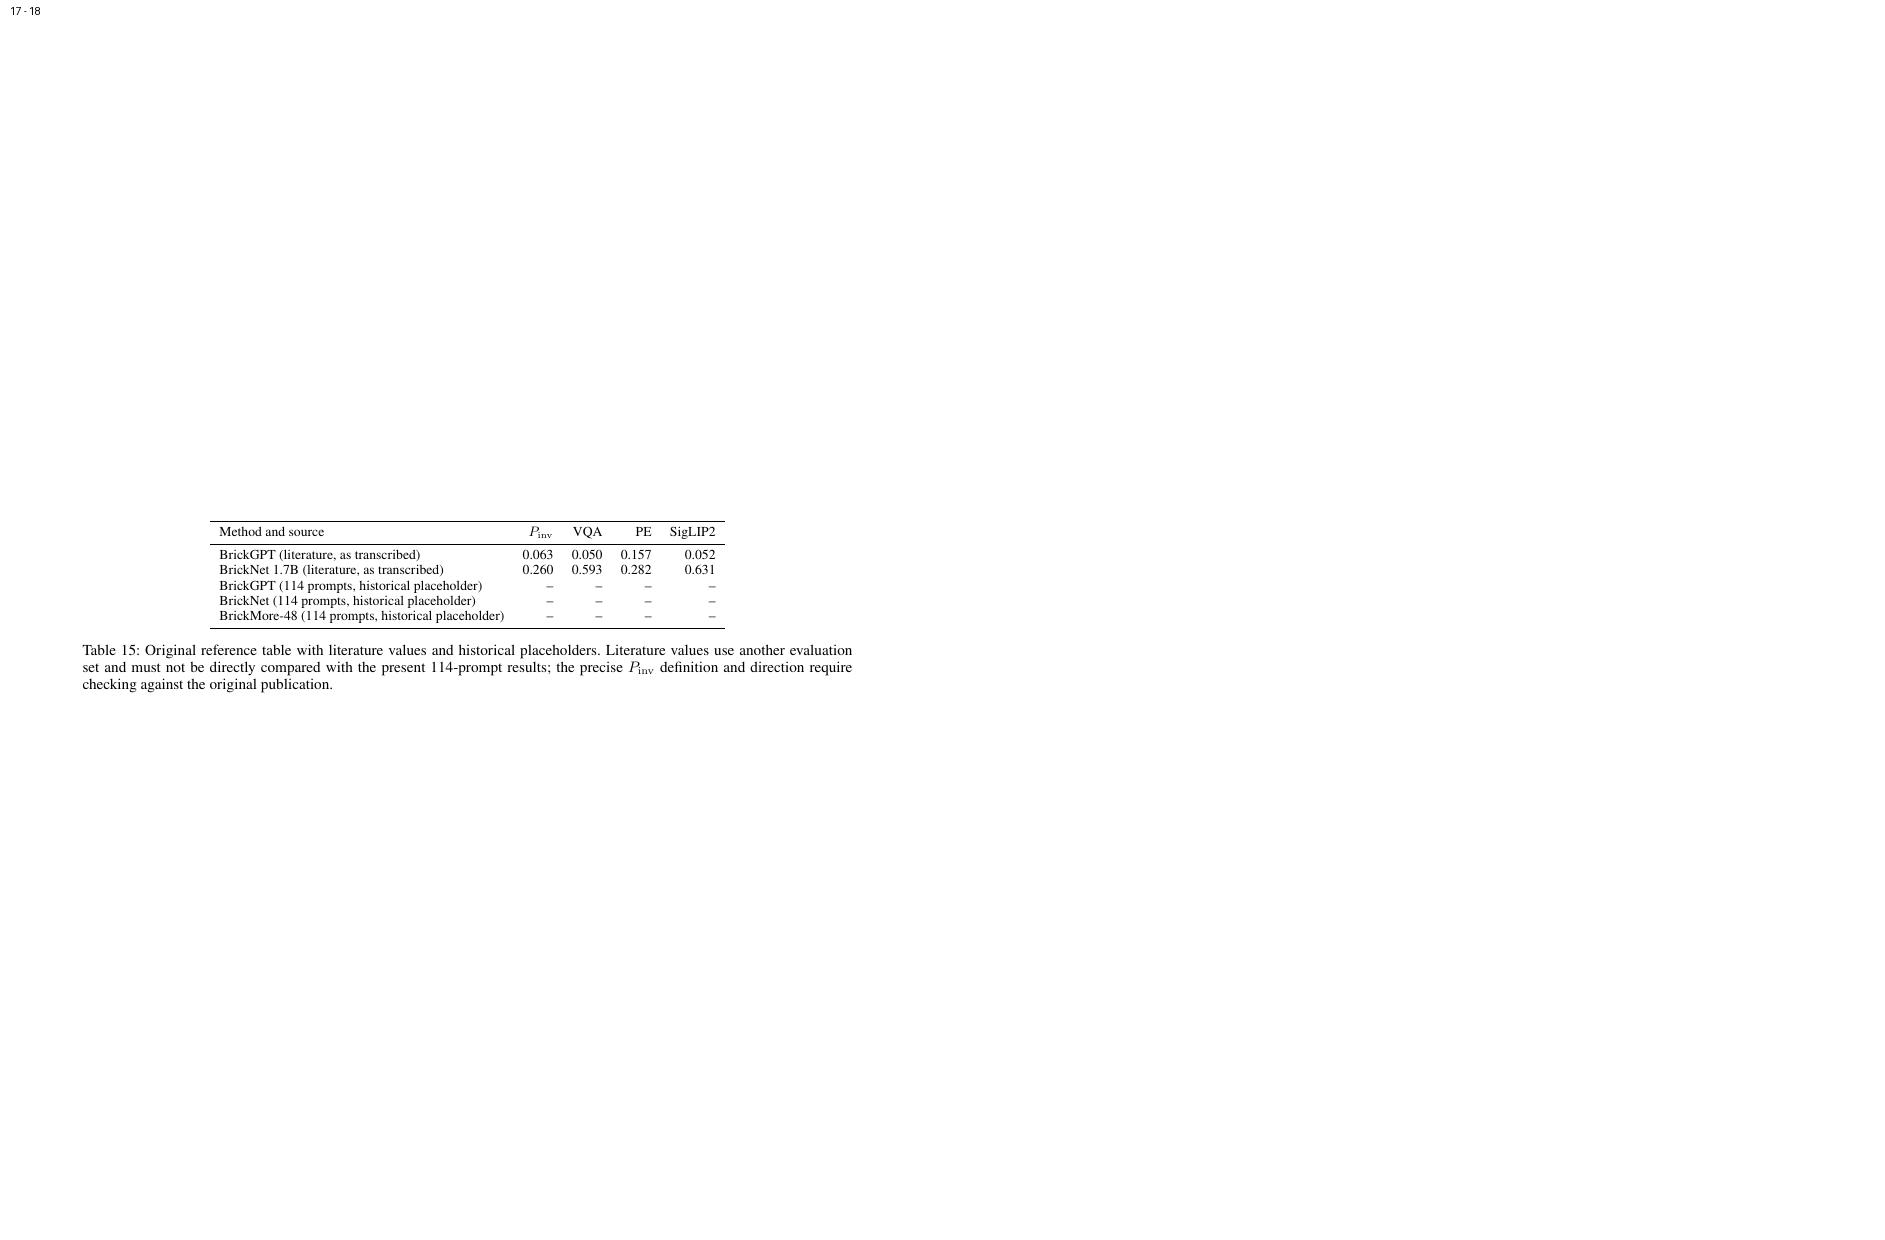 17 - 18
Method and source P_inv VQA PE SigLIP2
BrickGPT (literature, as transcribed) 0.063 0.050 0.157 0.052
BrickNet 1.7B (literature, as transcribed) 0.260 0.593 0.282 0.631
BrickGPT (114 prompts, historical placeholder) – – – –
BrickNet (114 prompts, historical placeholder) – – – –
BrickMore-48 (114 prompts, historical placeholder) – – – –
Table 15: Original reference table with literature values and historical placeholders. Literature values use another evaluation
set and must not be directly compared with the present 114-prompt results; the precise P_inv definition and direction require
checking against the original publication.